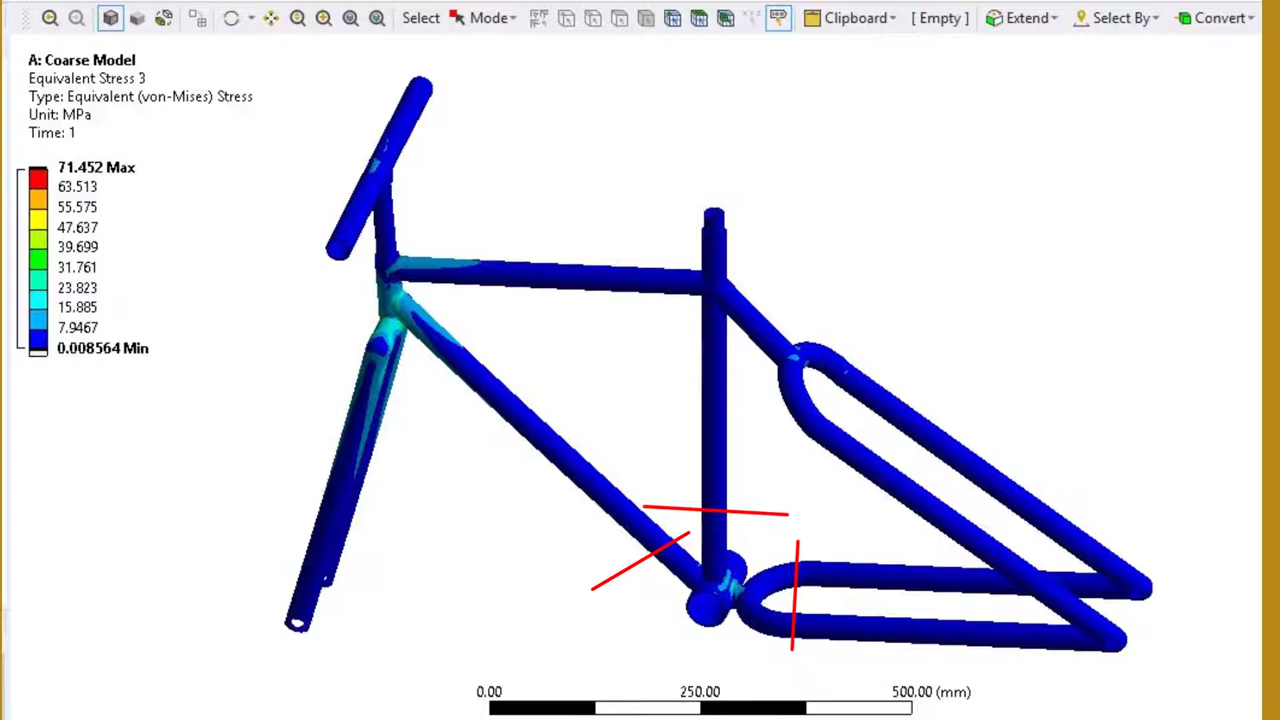 Select Mode Clipboard [ Empty ] Extend Select By Convert
A: Coarse Model
Equivalent Stress 3
Type: Equivalent (von-Mises) Stress
Unit: MPa
Time: 1
71.452 Max
63.513
55.575
47.637
39.699
31.761
23.823
15.885
7.9467
0.008564 Min
0.00 250.00 500.00 (mm)